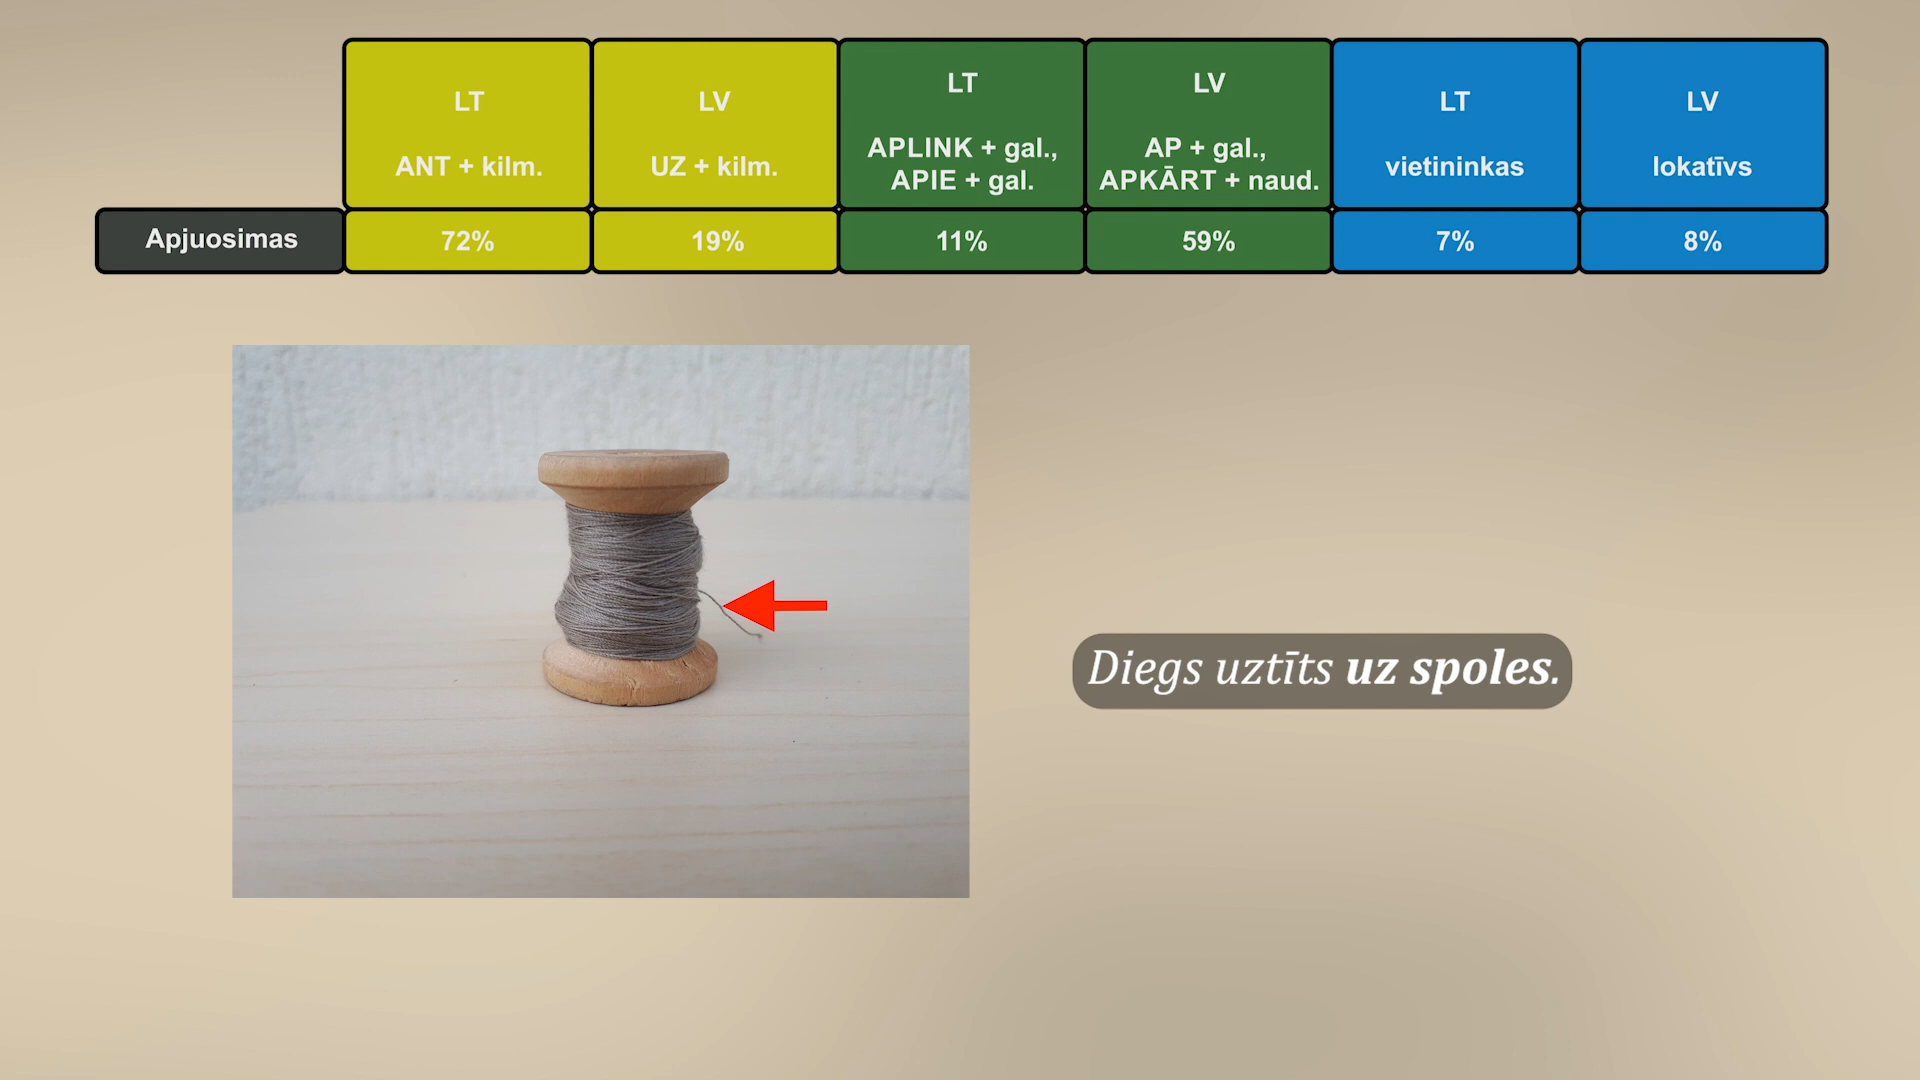 LT
ANT + kilm.
LV
UZ + kilm.
LT
APLINK + gal.,
APIE + gal.
LV
AP + gal.,
APKĀRT + naud.
LT
vietininkas
LV
lokatīvs
Apjuosimas
72%
19%
11%
59%
7%
8%
Diegs uztīts uz spoles.